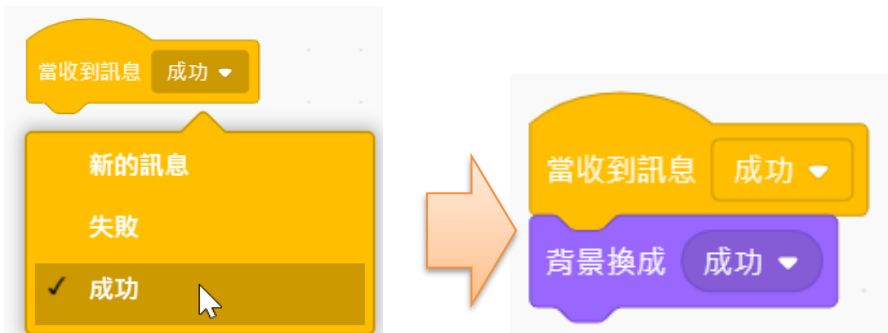 當收到訊息 成功
新的訊息
失敗
成功
當收到訊息 成功
背景換成 成功